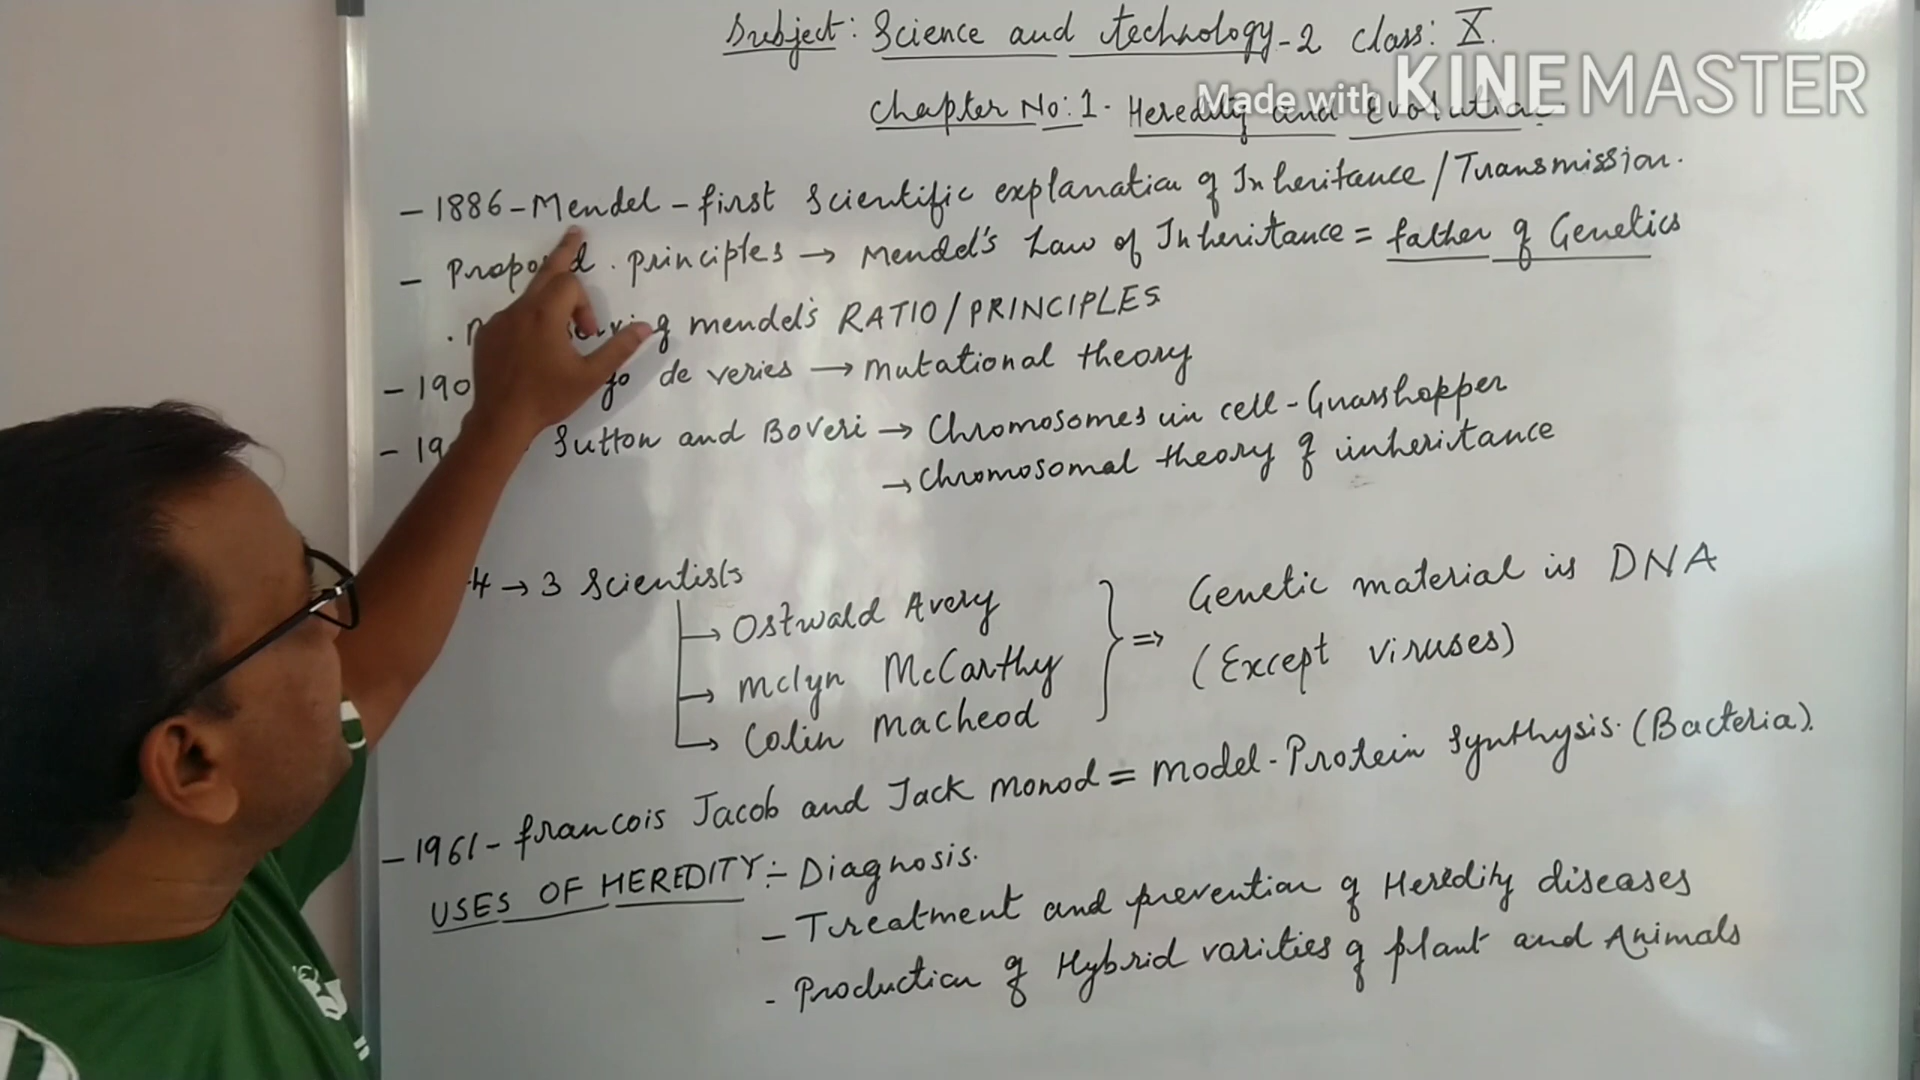 Subject: Science and technology-2 Class: X.
Made with KINEMASTER
Chapter No: 1. Heredity and Evolution
- 1886 - Mendel - first scientific explanation of Inheritance / Transmission.
- principles → Mendel's Law of Inheritance = father of Genetics
mendel's RATIO / PRINCIPLES
- de veries → Mutational theory
- Sutton and Boveri → Chromosomes in cell - Grasshopper
→ Chromosomal theory of inheritance
4 → 3 Scientists
→ Ostwald Avery
→ Mclyn McCarthy
→ Colin Macheod
⇒ Genetic material is DNA
(Except viruses)
- 1961 - francois Jacob and Jack monod = model - Protein Synthysis. (Bacteria).
USES OF HEREDITY :- Diagnosis.
- Treatment and prevention of Heredity diseases
- Production of Hybrid varities of plant and Animals